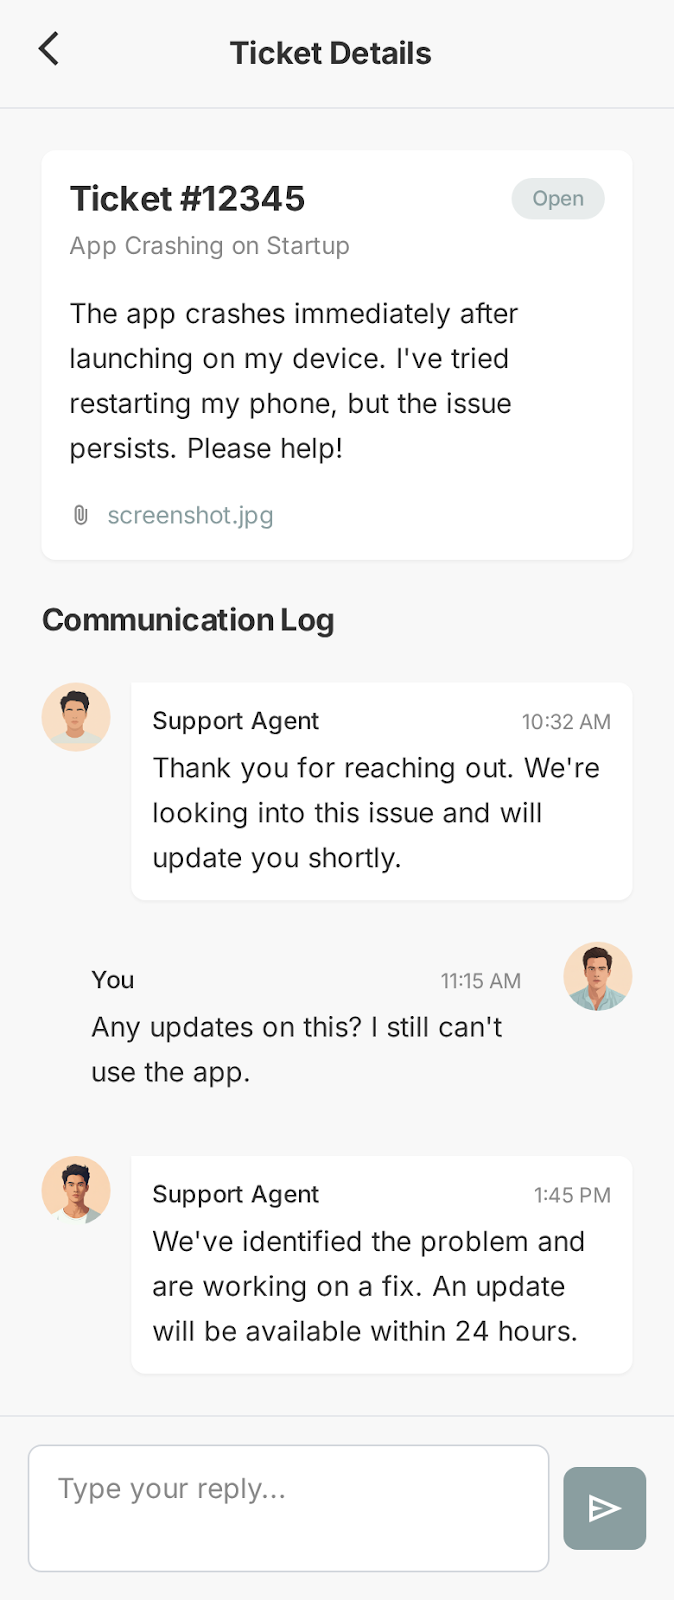 Ticket Details
Ticket #12345
Open
App Crashing on Startup
The app crashes immediately after
launching on my device. I've tried
restarting my phone, but the issue
persists. Please help!
screenshot.jpg
Communication Log
Support Agent
10:32 AM
Thank you for reaching out. We're
looking into this issue and will
update you shortly.
You
11:15 AM
Any updates on this? I still can't
use the app.
Support Agent
1:45 PM
We've identified the problem and
are working on a fix. An update
will be available within 24 hours.
Type your reply...